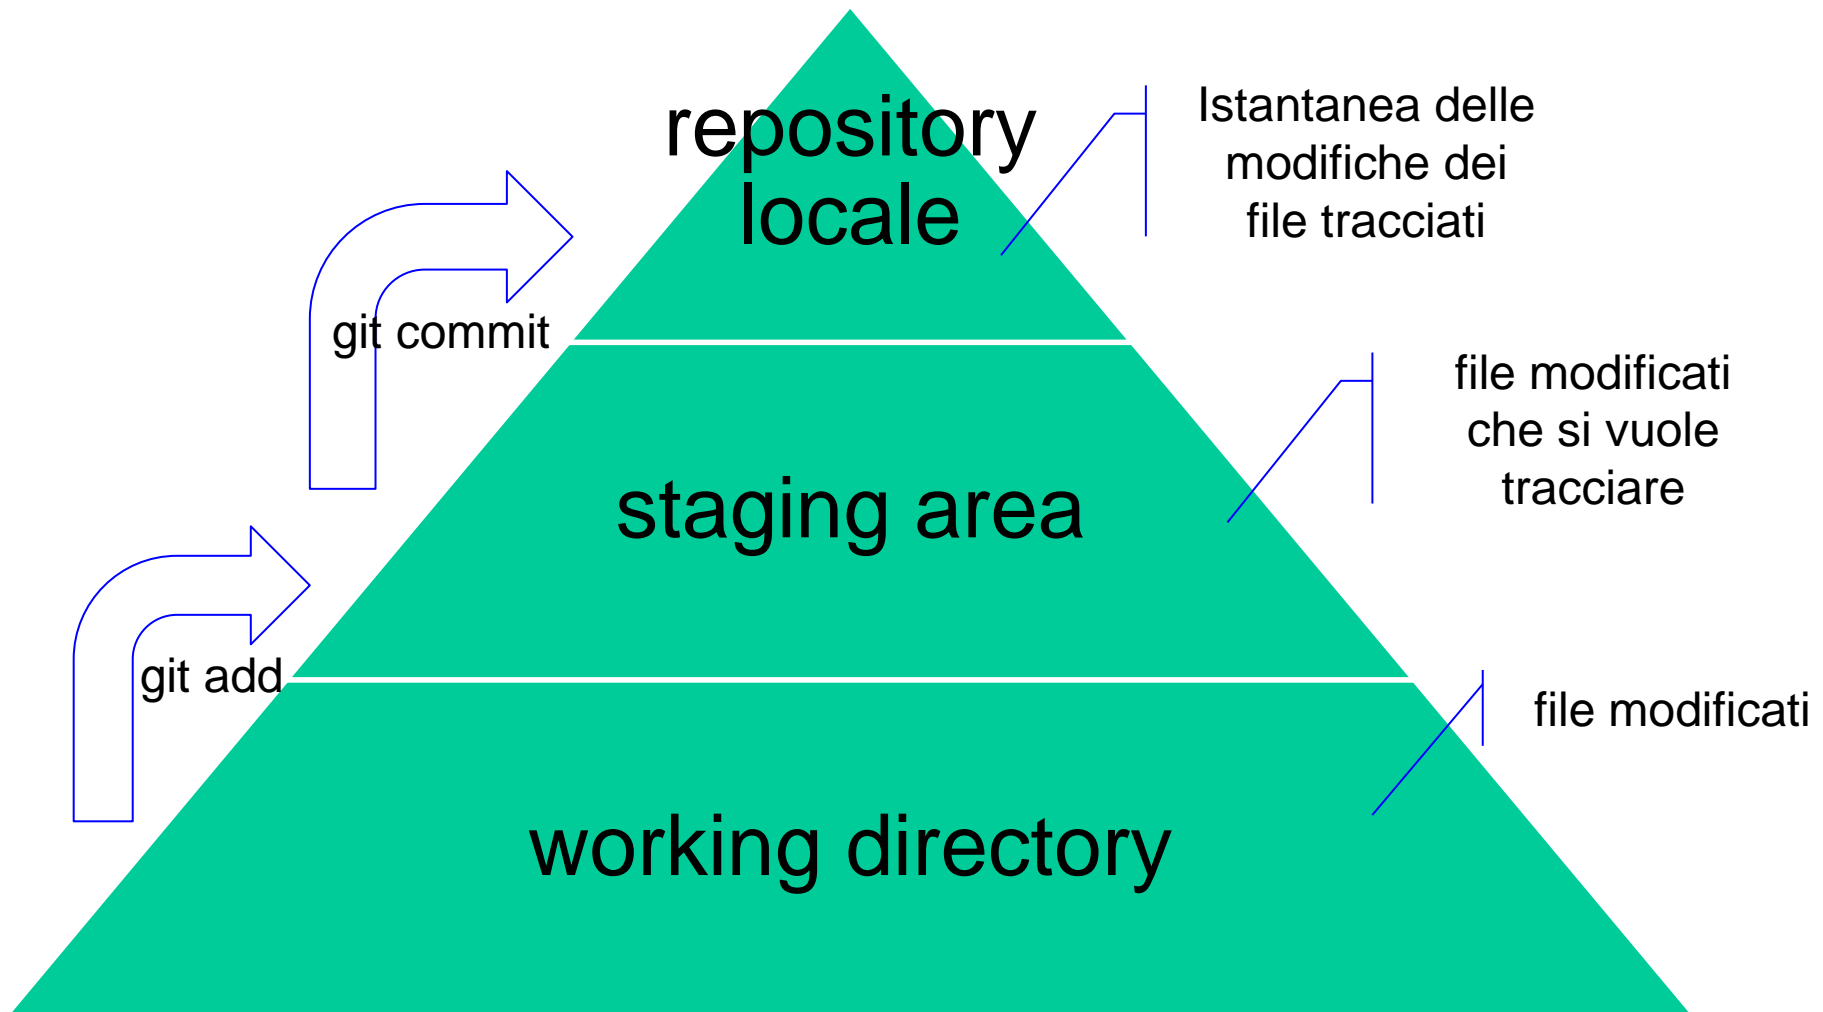 repository
locale
Istantanea delle
modifiche dei
file tracciati
git commit
staging area
file modificati
che si vuole
tracciare
git add
working directory
file modificati